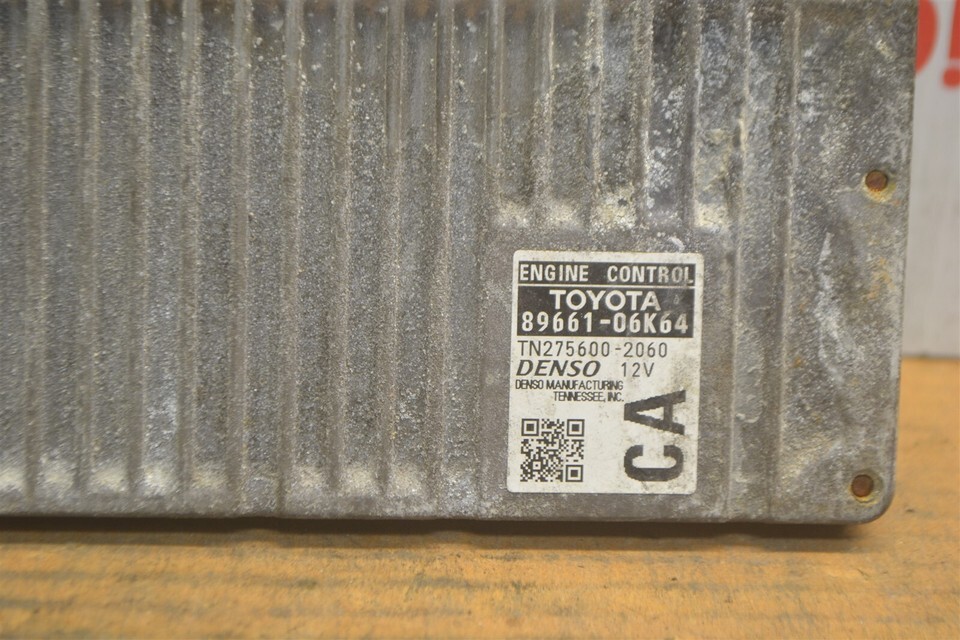 ENGINE CONTROL
TOYOTA
89661-06K64
TN275600-2060
DENSO 12V
DENSO MANUFACTURING
TENNESSEE, INC.
CA